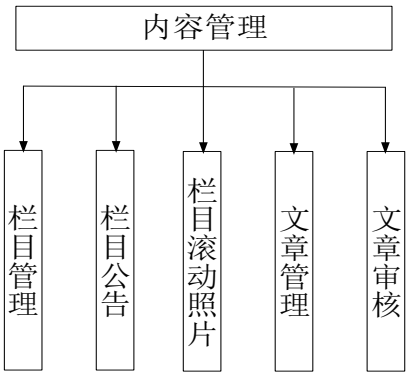 内容管理
栏目管理
栏目公告
栏目滚动照片
文章管理
文章审核